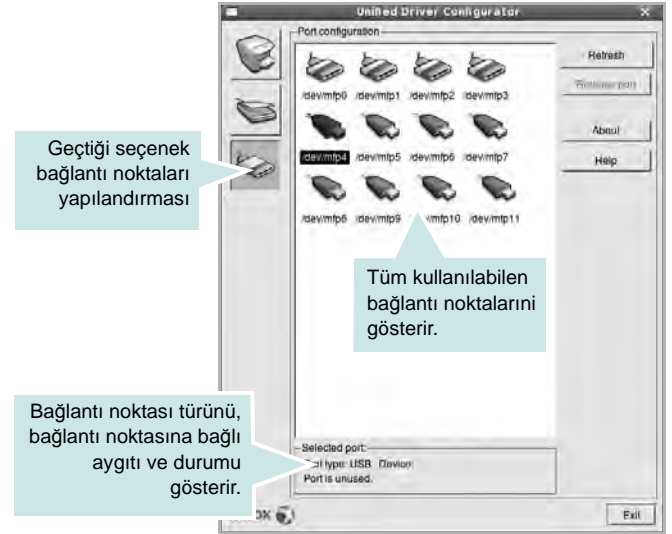 Unified Driver Configurator
Port configuration
/dev/mfp0 /dev/mfp1 /dev/mfp2 /dev/mfp3
/dev/mfp4 /dev/mfp5 /dev/mfp6 /dev/mfp7
/dev/mfp8 /dev/mfp9 /dev/mfp10 /dev/mfp11
Refresh
Release port
About
Help
Geçtiği seçenek
bağlantı noktaları
yapılandırması
Tüm kullanılabilen
bağlantı noktalarıni
gösterir.
Bağlantı noktası türünü,
bağlantı noktasına bağlı
aygıtı ve durumu
gösterir.
Selected port:
type: USB Device:
Port is unused.
Exit